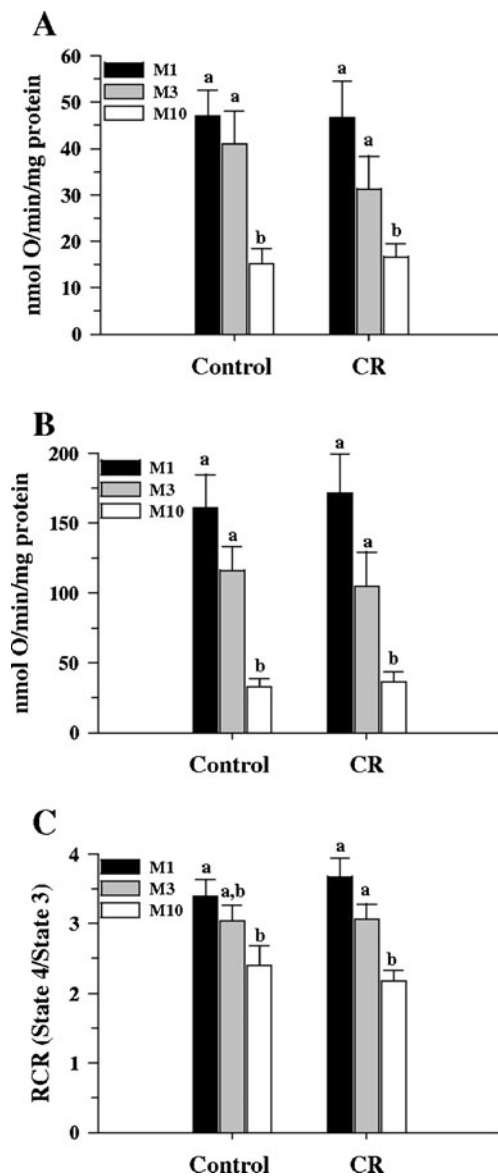 A
60
50
40
30
20
10
0
nmol O/min/mg protein
M1
M3
M10
a
a
b
a
a
b
Control
CR
B
200
150
100
50
0
nmol O/min/mg protein
M1
M3
M10
a
a
b
a
a
b
Control
CR
C
4
3
2
1
0
RCR (State 4/State 3)
M1
M3
M10
a
a,b
b
a
a
b
Control
CR